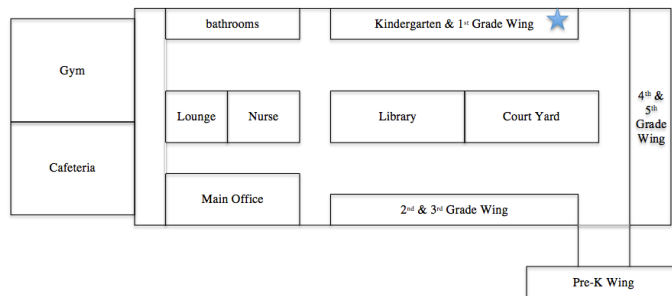 bathrooms
Kindergarten & 1st Grade Wing
Gym
Lounge
Nurse
Library
Court Yard
4th &
5th
Grade
Wing
Cafeteria
Main Office
2nd & 3rd Grade Wing
Pre-K Wing